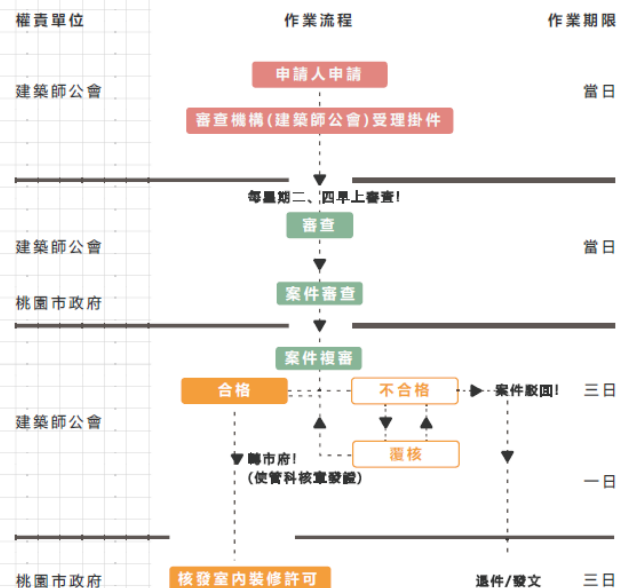 權責單位 作業流程 作業期限
申請人申請
建築師公會 當日
審查機構(建築師公會)受理掛件
每星期二、四早上審查!
審查
建築師公會 當日
案件審查
桃園市政府
案件複審
合格 不合格 案件駁回! 三日
建築師公會
覆核
轉市府!
(使管科核章發證) 一日
桃園市政府 核發室內裝修許可 退件/發文 三日